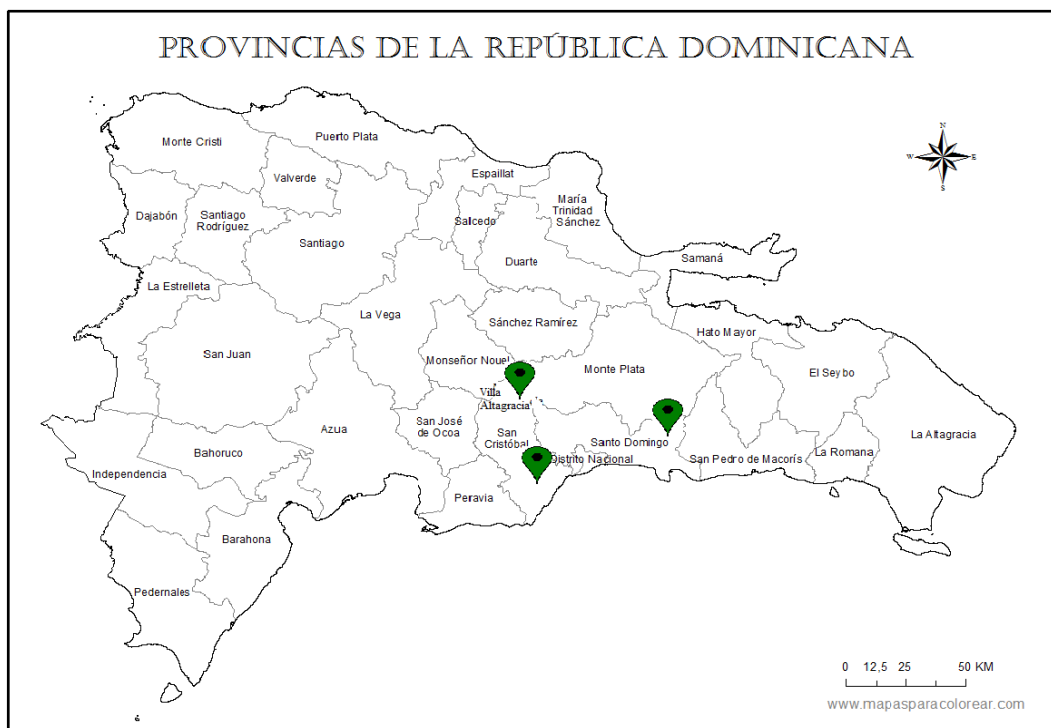 PROVINCIAS DE LA REPÚBLICA DOMINICANA
N
W
E
S
Monte Cristi
Puerto Plata
Espaillat
Valverde
María
Trinidad
Sánchez
Dajabón
Santiago
Rodríguez
Salcedo
Santiago
Duarte
Samaná
La Estrelleta
La Vega
Sánchez Ramírez
Hato Mayor
San Juan
Monseñor Nouel
Monte Plata
El Seybo
Villa
Altagracia
San José
de Ocoa
Azua
San
Cristóbal
Santo Domingo
La Altagracia
Bahoruco
Distrito Nacional
San Pedro de Macorís
La Romana
Independencia
Peravia
Barahona
Pedernales
0 12,5 25 50 KM
www.mapasparacolorear.com